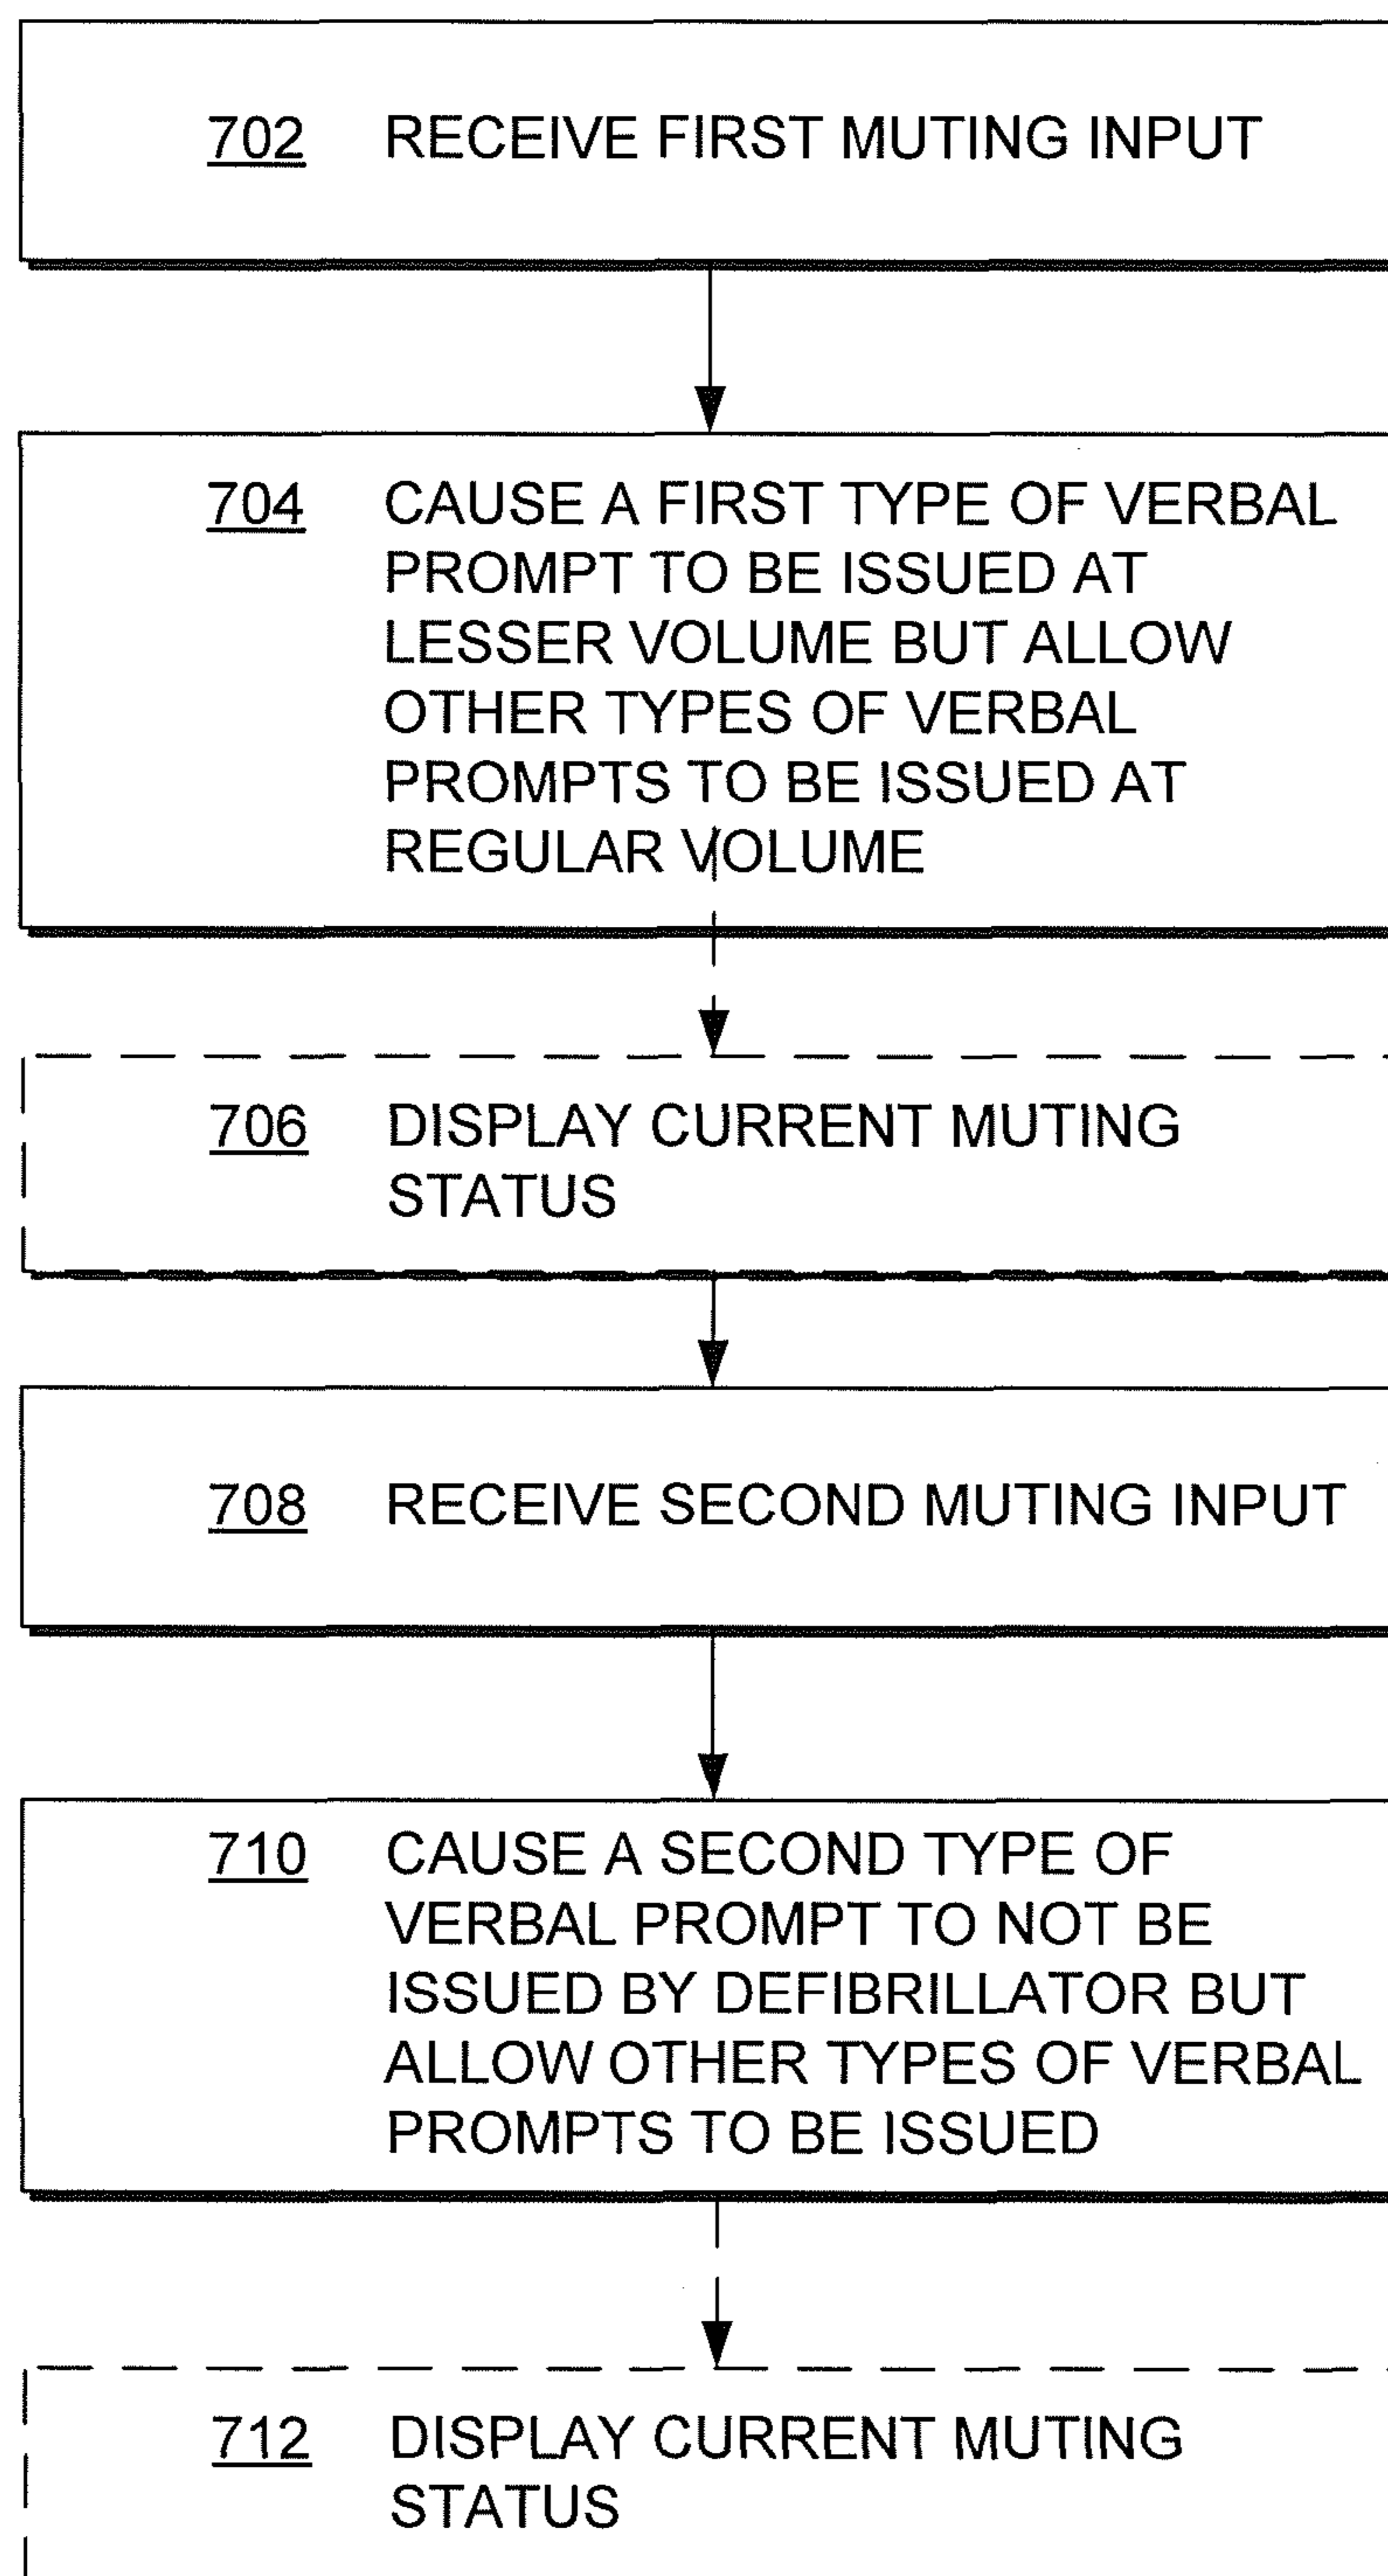 702 RECEIVE FIRST MUTING INPUT
704 CAUSE A FIRST TYPE OF VERBAL
PROMPT TO BE ISSUED AT
LESSER VOLUME BUT ALLOW
OTHER TYPES OF VERBAL
PROMPTS TO BE ISSUED AT
REGULAR VOLUME
706 DISPLAY CURRENT MUTING
STATUS
708 RECEIVE SECOND MUTING INPUT
710 CAUSE A SECOND TYPE OF
VERBAL PROMPT TO NOT BE
ISSUED BY DEFIBRILLATOR BUT
ALLOW OTHER TYPES OF VERBAL
PROMPTS TO BE ISSUED
712 DISPLAY CURRENT MUTING
STATUS